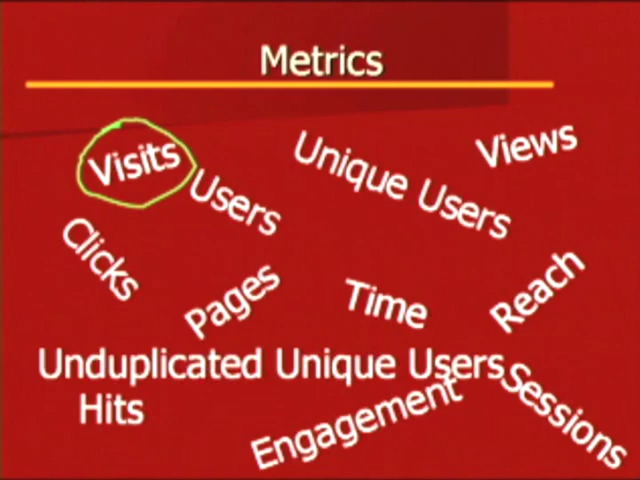 Metrics
Visits
Users
Unique Users
Views
Clicks
Pages
Time
Reach
Unduplicated Unique Users
Hits
Engagement
Sessions